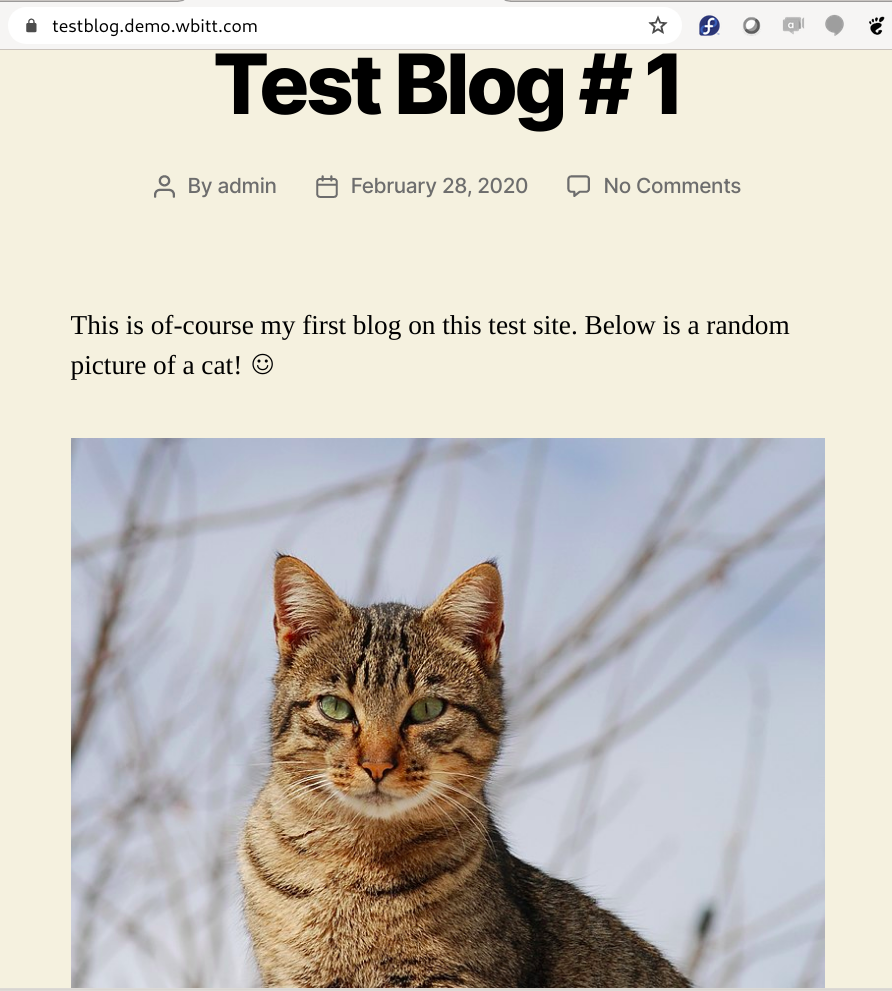 testblog.demo.wbitt.com
Test Blog # 1
By admin February 28, 2020 No Comments
This is of-course my first blog on this test site. Below is a random
picture of a cat! ☺